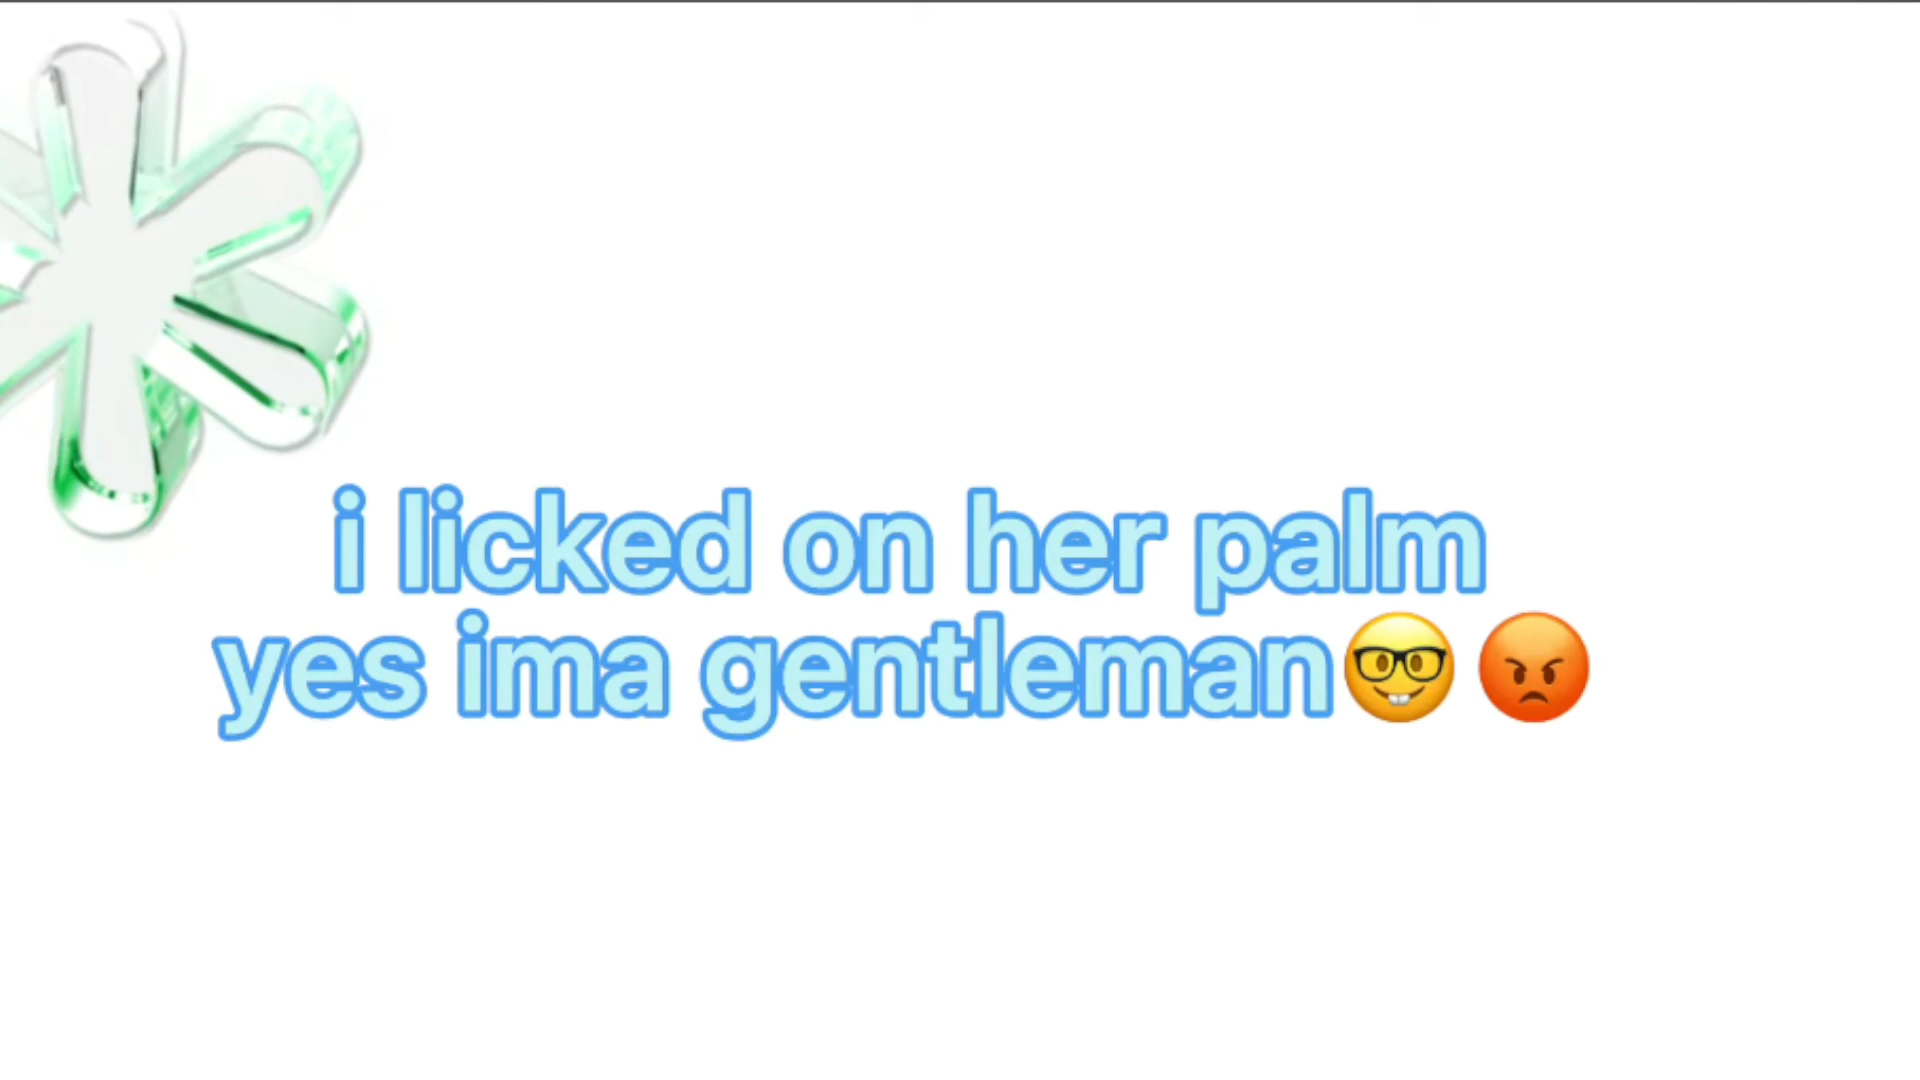 i licked on her palm
yes ima gentleman🤓 😡